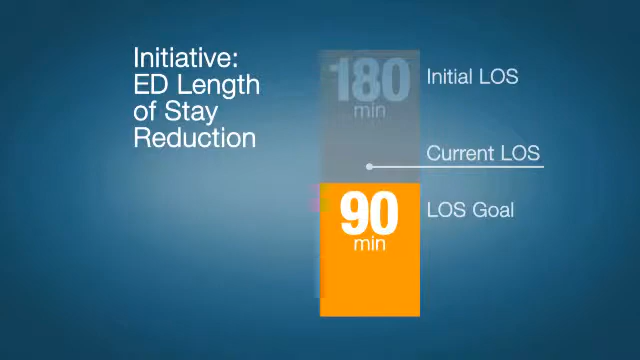 Initiative:
ED Length
of Stay
Reduction
180
min
Initial LOS
Current LOS
90
min
LOS Goal